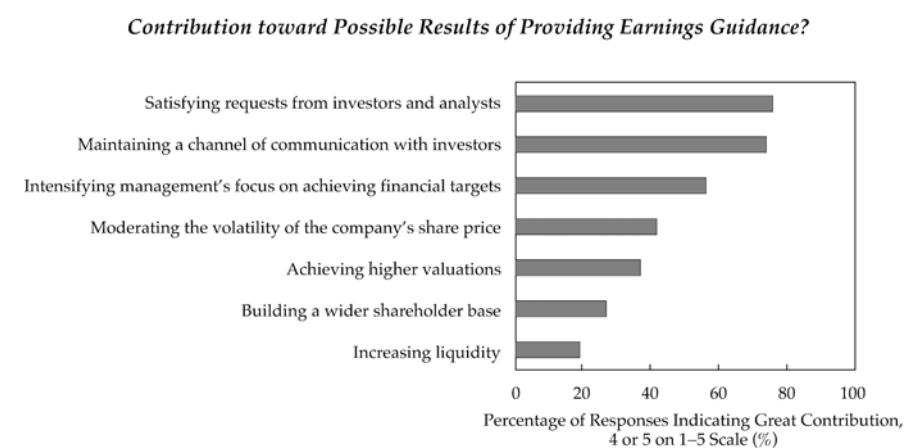 Contribution toward Possible Results of Providing Earnings Guidance?
Satisfying requests from investors and analysts
Maintaining a channel of communication with investors
Intensifying management's focus on achieving financial targets
Moderating the volatility of the company's share price
Achieving higher valuations
Building a wider shareholder base
Increasing liquidity
0 20 40 60 80 100
Percentage of Responses Indicating Great Contribution,
4 or 5 on 1–5 Scale (%)